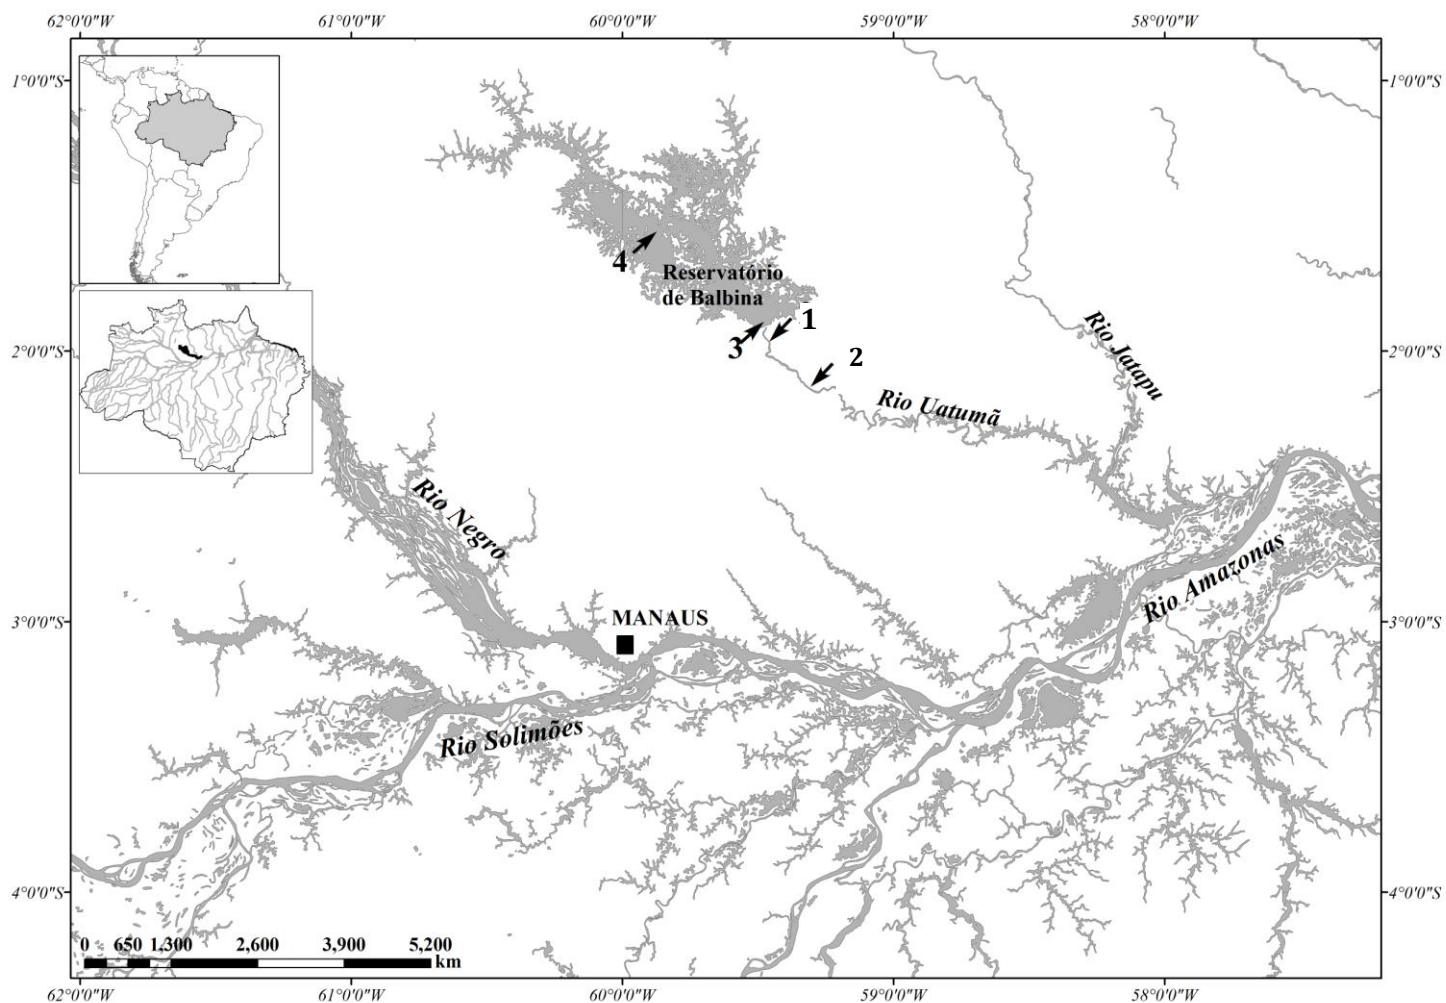 62°0'0"W 61°0'0"W 60°0'0"W 59°0'0"W 58°0'0"W
1°0'0"S 1°0'0"S
4
Reservatório
de Balbina
1
3
2
2°0'0"S 2°0'0"S
Rio Jatapu
Rio Uatumã
Rio Negro
Rio Amazonas
3°0'0"S 3°0'0"S
MANAUS
Rio Solimões
4°0'0"S 4°0'0"S
0 650 1,300 2,600 3,900 5,200
km
62°0'0"W 61°0'0"W 60°0'0"W 59°0'0"W 58°0'0"W